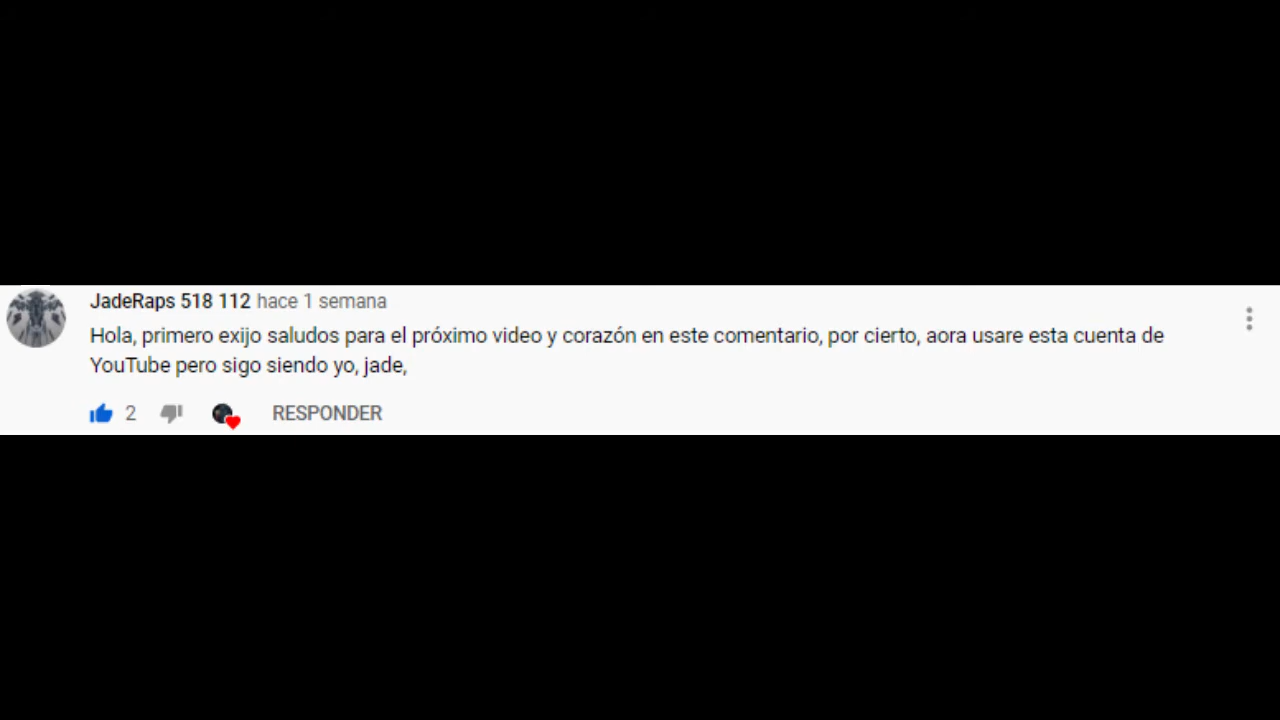 JadeRaps 518 112 hace 1 semana
Hola, primero exijo saludos para el próximo video y corazón en este comentario, por cierto, aora usare esta cuenta de
YouTube pero sigo siendo yo, jade,
2 RESPONDER